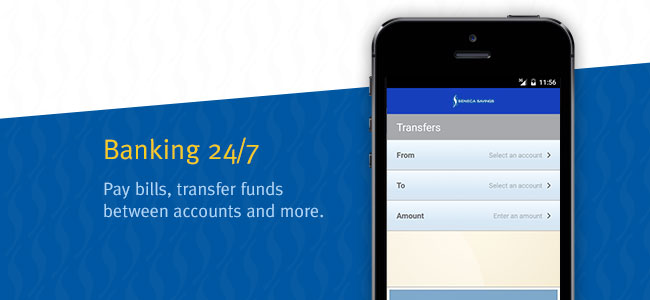 Banking 24/7
Pay bills, transfer funds
between accounts and more.
11:56
SENECA SAVINGS
Transfers
From Select an account
To Select an account
Amount Enter an amount